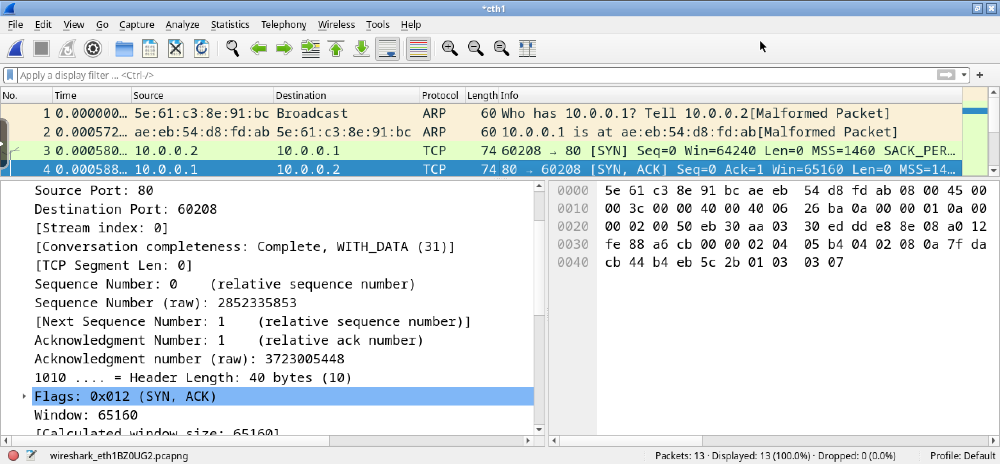 *eth1
File Edit View Go Capture Analyze Statistics Telephony Wireless Tools Help
Apply a display filter ... <Ctrl-/>
No. Time Source Destination Protocol Length Info
1 0.000000… 5e:61:c3:8e:91:bc Broadcast ARP 60 Who has 10.0.0.1? Tell 10.0.0.2[Malformed Packet]
2 0.000572… ae:eb:54:d8:fd:ab 5e:61:c3:8e:91:bc ARP 60 10.0.0.1 is at ae:eb:54:d8:fd:ab[Malformed Packet]
3 0.000580… 10.0.0.2 10.0.0.1 TCP 74 60208 → 80 [SYN] Seq=0 Win=64240 Len=0 MSS=1460 SACK_PER…
4 0.000588… 10.0.0.1 10.0.0.2 TCP 74 80 → 60208 [SYN, ACK] Seq=0 Ack=1 Win=65160 Len=0 MSS=14…
Source Port: 80
Destination Port: 60208
[Stream index: 0]
[Conversation completeness: Complete, WITH_DATA (31)]
[TCP Segment Len: 0]
Sequence Number: 0    (relative sequence number)
Sequence Number (raw): 2852335853
[Next Sequence Number: 1    (relative sequence number)]
Acknowledgment Number: 1    (relative ack number)
Acknowledgment number (raw): 3723005448
1010 .... = Header Length: 40 bytes (10)
Flags: 0x012 (SYN, ACK)
Window: 65160
[Calculated window size: 65160]
0000 5e 61 c3 8e 91 bc ae eb 54 d8 fd ab 08 00 45 00
0010 00 3c 00 00 40 00 40 06 26 ba 0a 00 00 01 0a 00
0020 00 02 00 50 eb 30 aa 03 30 ed dd e8 8e 08 a0 12
0030 fe 88 a6 cb 00 00 02 04 05 b4 04 02 08 0a 7f da
0040 cb 44 b4 eb 5c 2b 01 03 03 07
wireshark_eth1BZ0UG2.pcapng
Packets: 13 · Displayed: 13 (100.0%) · Dropped: 0 (0.0%)
Profile: Default